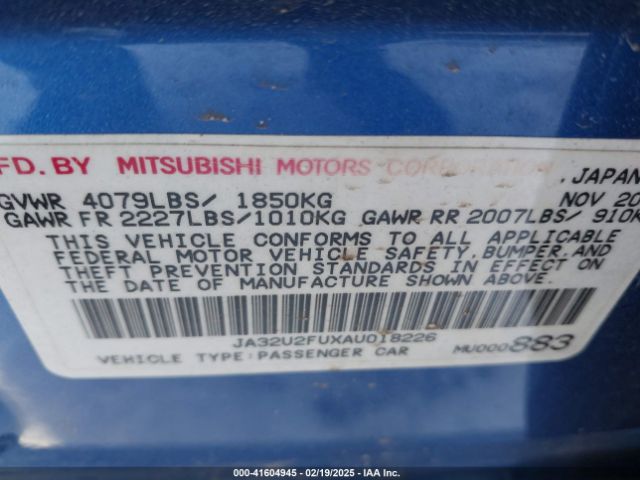 FD. BY MITSUBISHI MOTORS CORPORATION, JAPAN
GVWR 4079LBS/ 1850KG NOV 20
GAWR FR 2227LBS/1010KG GAWR RR 2007LBS/ 910K
THIS VEHICLE CONFORMS TO ALL APPLICABLE
FEDERAL MOTOR VEHICLE SAFETY, BUMPER, AND
THEFT PREVENTION STANDARDS IN EFFECT ON
THE DATE OF MANUFACTURE SHOWN ABOVE.
JA32U2FUXAU018226
VEHICLE TYPE:PASSENGER CAR MU000883
000-41604945 - 02/19/2025 - IAA.COM